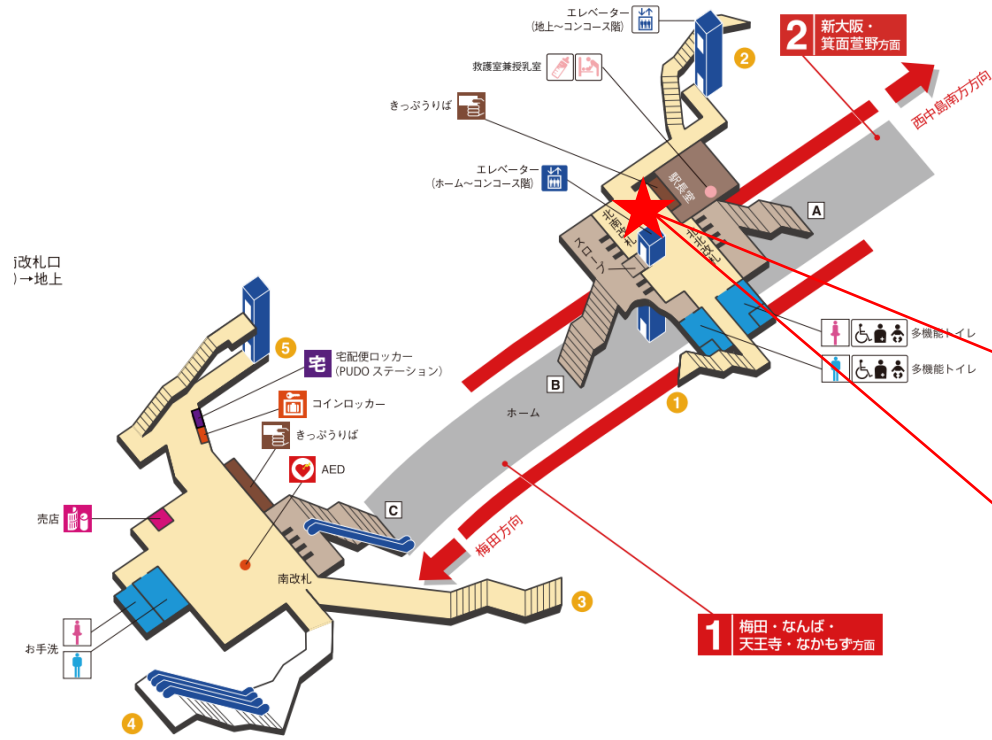 エレベーター
(地上～コンコース階)
2
2
新大阪・
箕面萱野方面
救護室兼授乳室
西中島南方方向
きっぷうりば
駅長室
エレベーター
(ホーム～コンコース階)
A
北南改札
北北改札
スロープ
改札口
)→地上
5
宅配便ロッカー
(PUDO ステーション)
宅
多機能トイレ
多機能トイレ
B
1
コインロッカー
ホーム
きっぷうりば
AED
C
売店
梅田方向
南改札
3
1
梅田・なんば・
天王寺・なかもず方面
お手洗
4